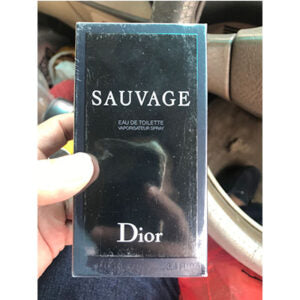 SAUVAGE
EAU DE TOILETTE
VAPORISATEUR SPRAY
Dior